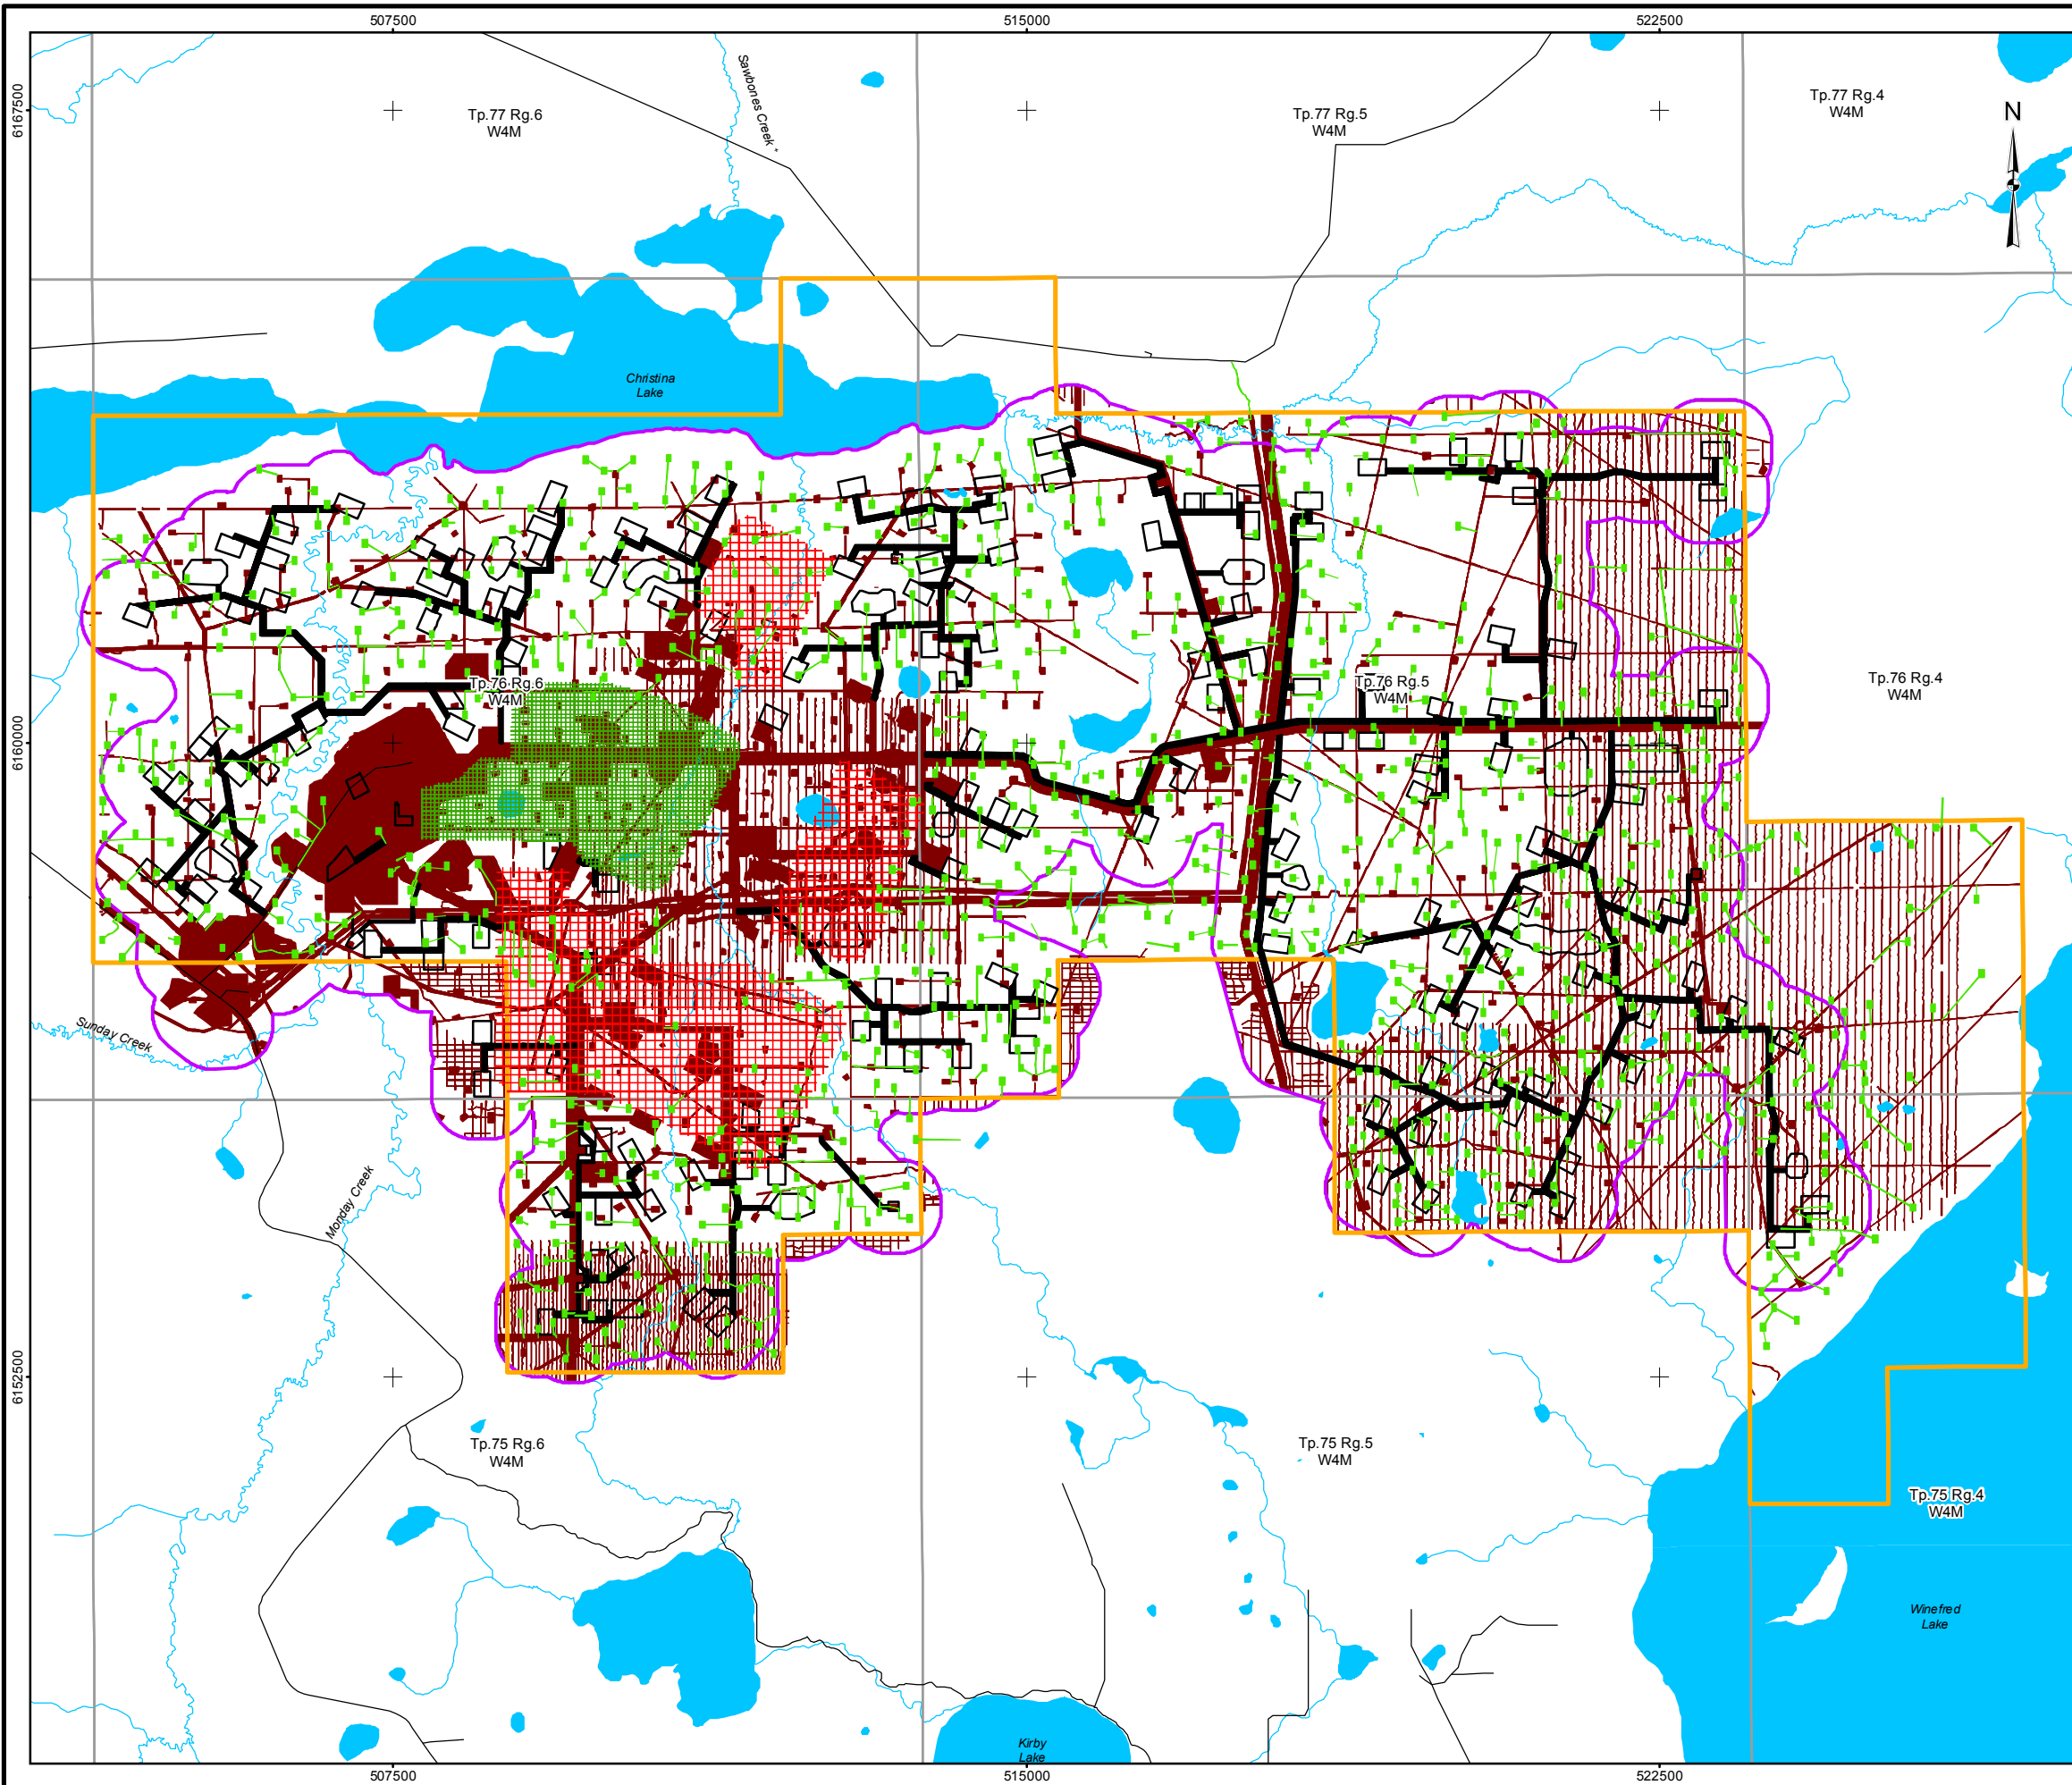 507500
515000
522500
6167500
Sawbones Creek
Tp.77 Rg.6
W4M
Tp.77 Rg.5
W4M
Tp.77 Rg.4
W4M
N
Christina
Lake
Tp.76 Rg.6
W4M
Tp.76 Rg.5
W4M
Tp.76 Rg.4
W4M
6160000
Sunday Creek
Monday Creek
6152500
Tp.75 Rg.6
W4M
Tp.75 Rg.5
W4M
Tp.75 Rg.4
W4M
Winefred
Lake
Kirby
Lake
507500
515000
522500